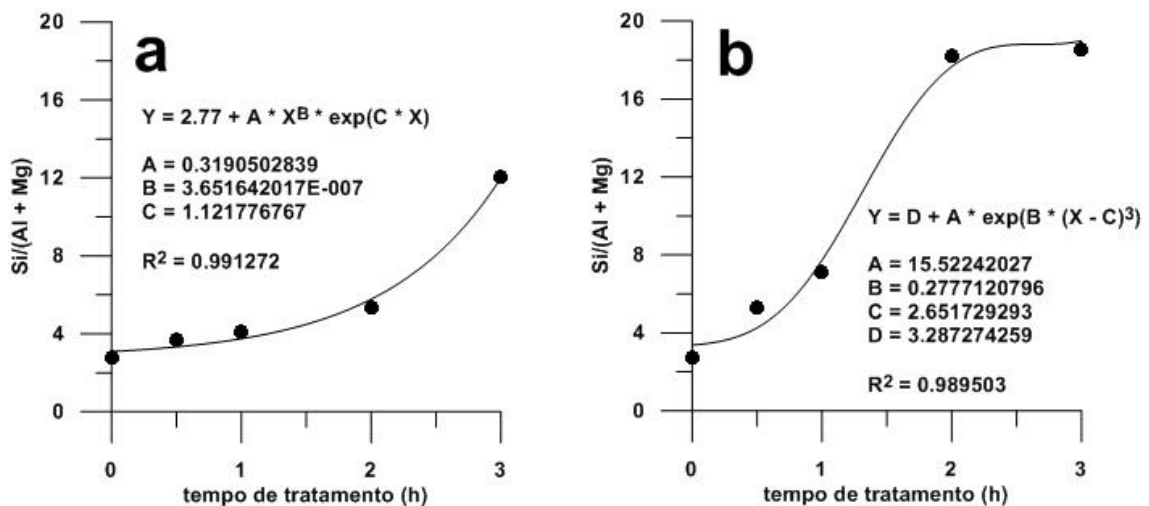 a
Y = 2.77 + A * X^B * exp(C * X)
A = 0.3190502839
B = 3.651642017E-007
C = 1.121776767
R² = 0.991272
20
16
12
8
4
0
Si/(Al + Mg)
0 1 2 3
tempo de tratamento (h)
b
Y = D + A * exp(B * (X - C)³)
A = 15.52242027
B = 0.2777120796
C = 2.651729293
D = 3.287274259
R² = 0.989503
20
16
12
8
4
0
Si/(Al + Mg)
0 1 2 3
tempo de tratamento (h)